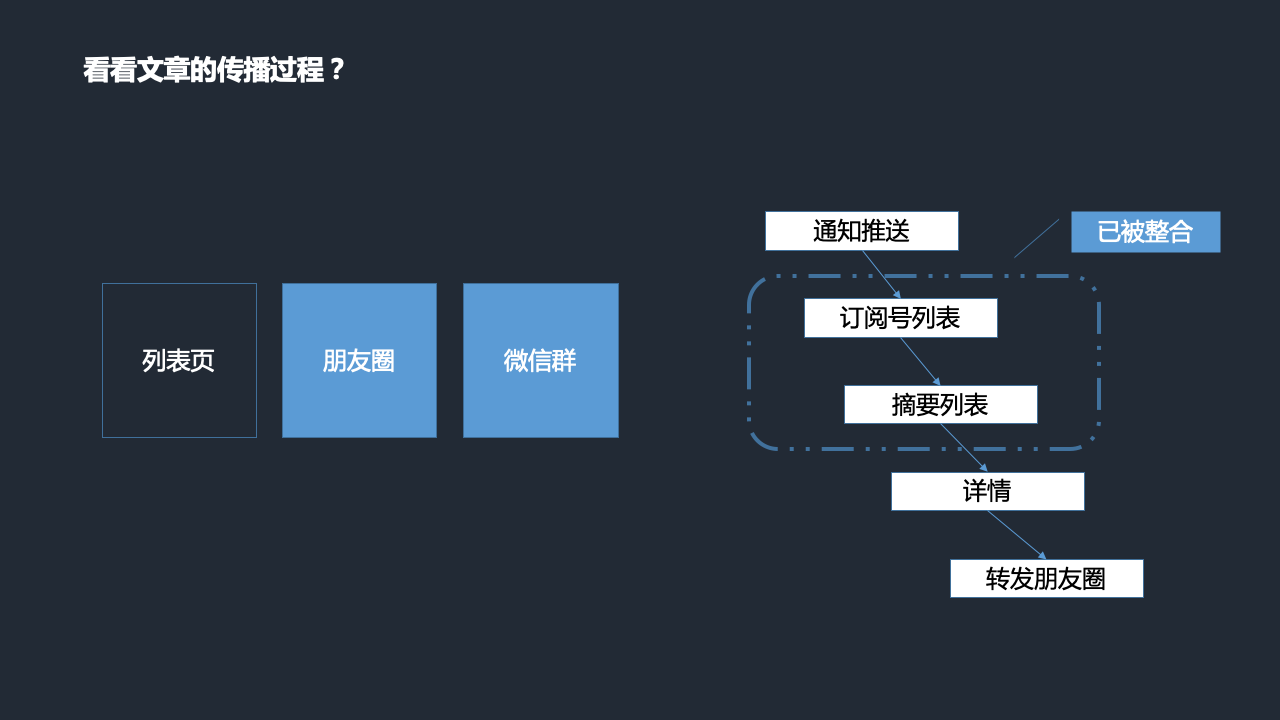 看看文章的传播过程？
列表页
朋友圈
微信群
通知推送
已被整合
订阅号列表
摘要列表
详情
转发朋友圈